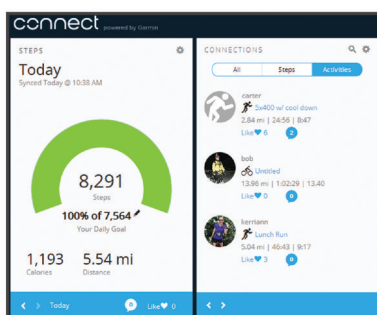 connect powered by Garmin
STEPS
Today
Synced Today @ 10:38 AM
8,291
Steps
100% of 7,564
Your Daily Goal
1,193
Calories
5.54 mi
Distance
< > Today
0
Like 0
CONNECTIONS
All
Steps
Activities
carter
5x400 w/ cool down
2.84 mi | 24:56 | 8:47
Like 6
2
bob
Untitled
13.96 mi | 1:02:29 | 13.40
Like 0
0
kerriann
Lunch Run
5.04 mi | 46:43 | 9:17
Like 3
0
< >